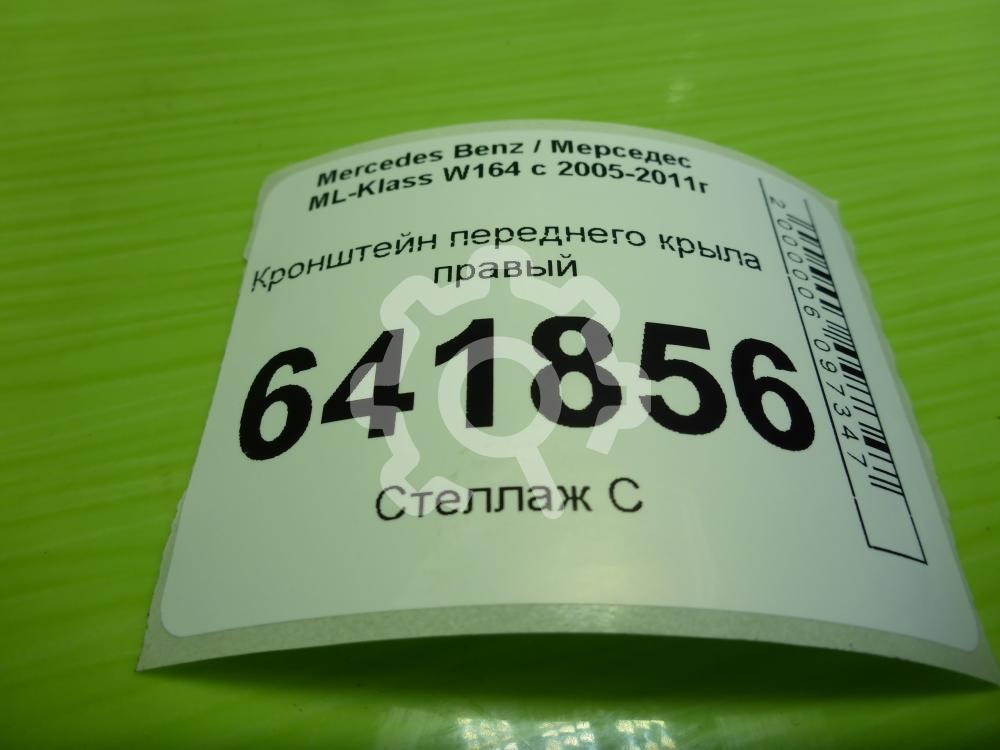 Mercedes Benz / Мерседес
ML-Klass W164 с 2005-2011г
Кронштейн переднего крыла
правый
641856
Стеллаж С
2000006097347